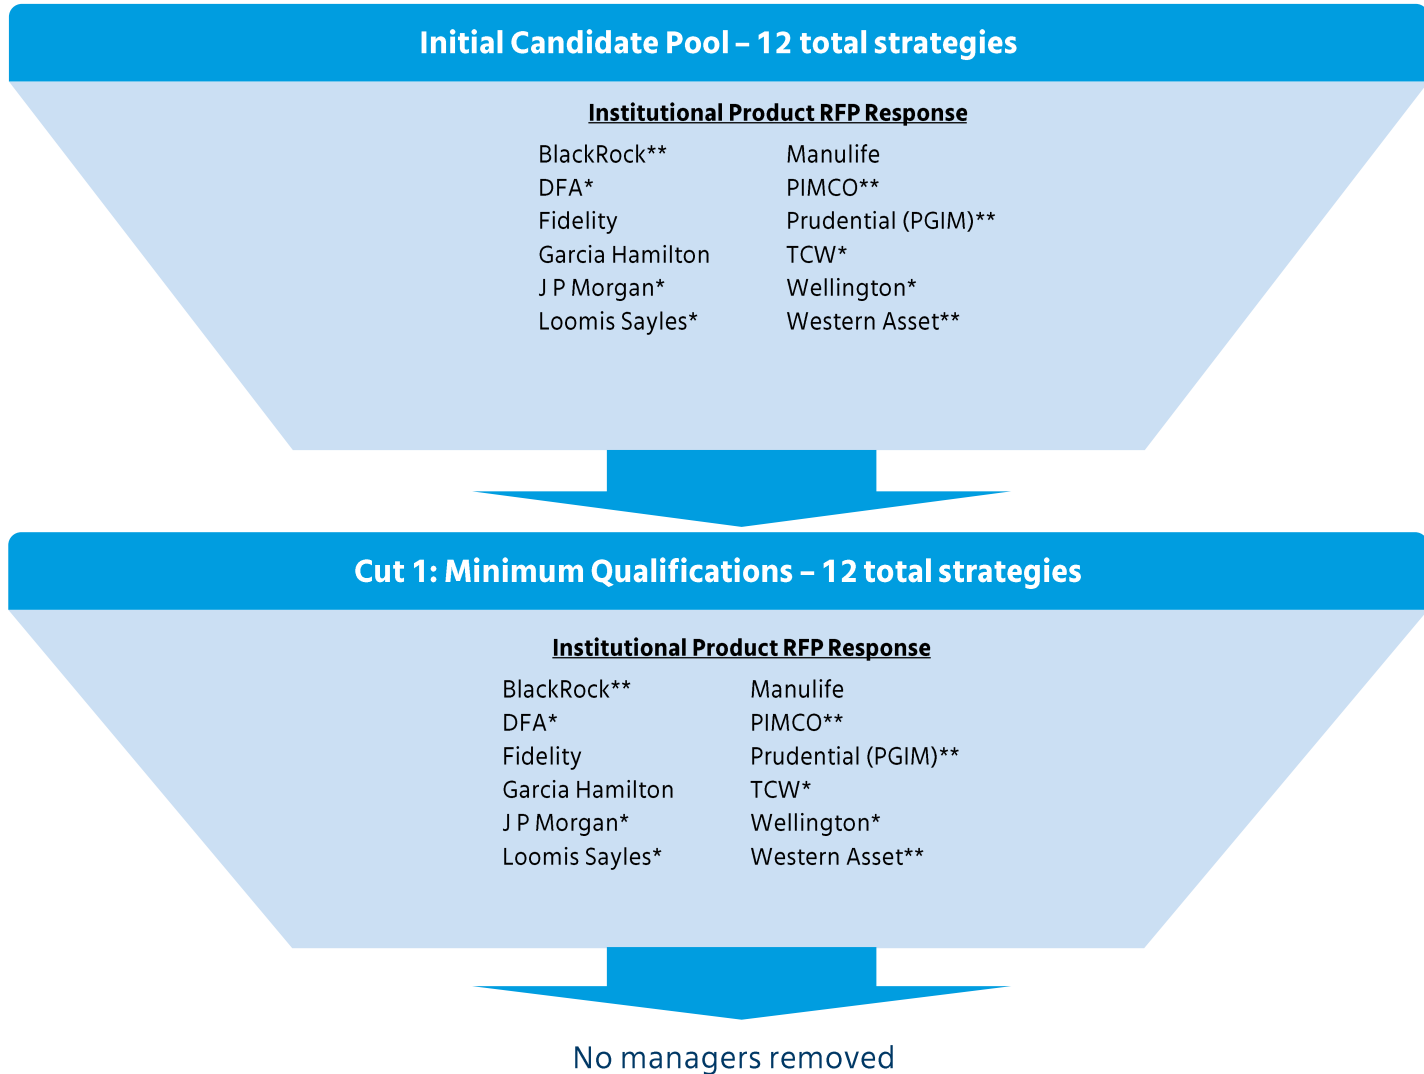 Initial Candidate Pool – 12 total strategies
Institutional Product RFP Response
BlackRock**
DFA*
Fidelity
Garcia Hamilton
J P Morgan*
Loomis Sayles*
Manulife
PIMCO**
Prudential (PGIM)**
TCW*
Wellington*
Western Asset**
Cut 1: Minimum Qualifications – 12 total strategies
Institutional Product RFP Response
BlackRock**
DFA*
Fidelity
Garcia Hamilton
J P Morgan*
Loomis Sayles*
Manulife
PIMCO**
Prudential (PGIM)**
TCW*
Wellington*
Western Asset**
No managers removed